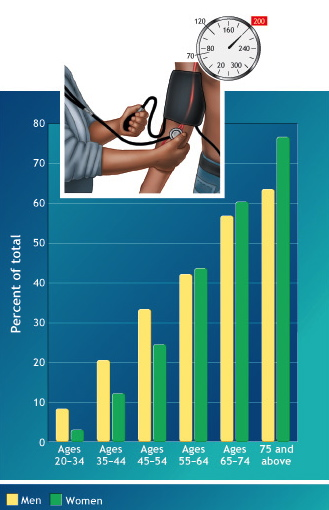 120
200
160
70
80
240
20
300
80
70
60
50
40
30
20
10
0
Percent of total
Ages
20–34
Ages
35–44
Ages
45–54
Ages
55–64
Ages
65–74
75 and
above
Men
Women